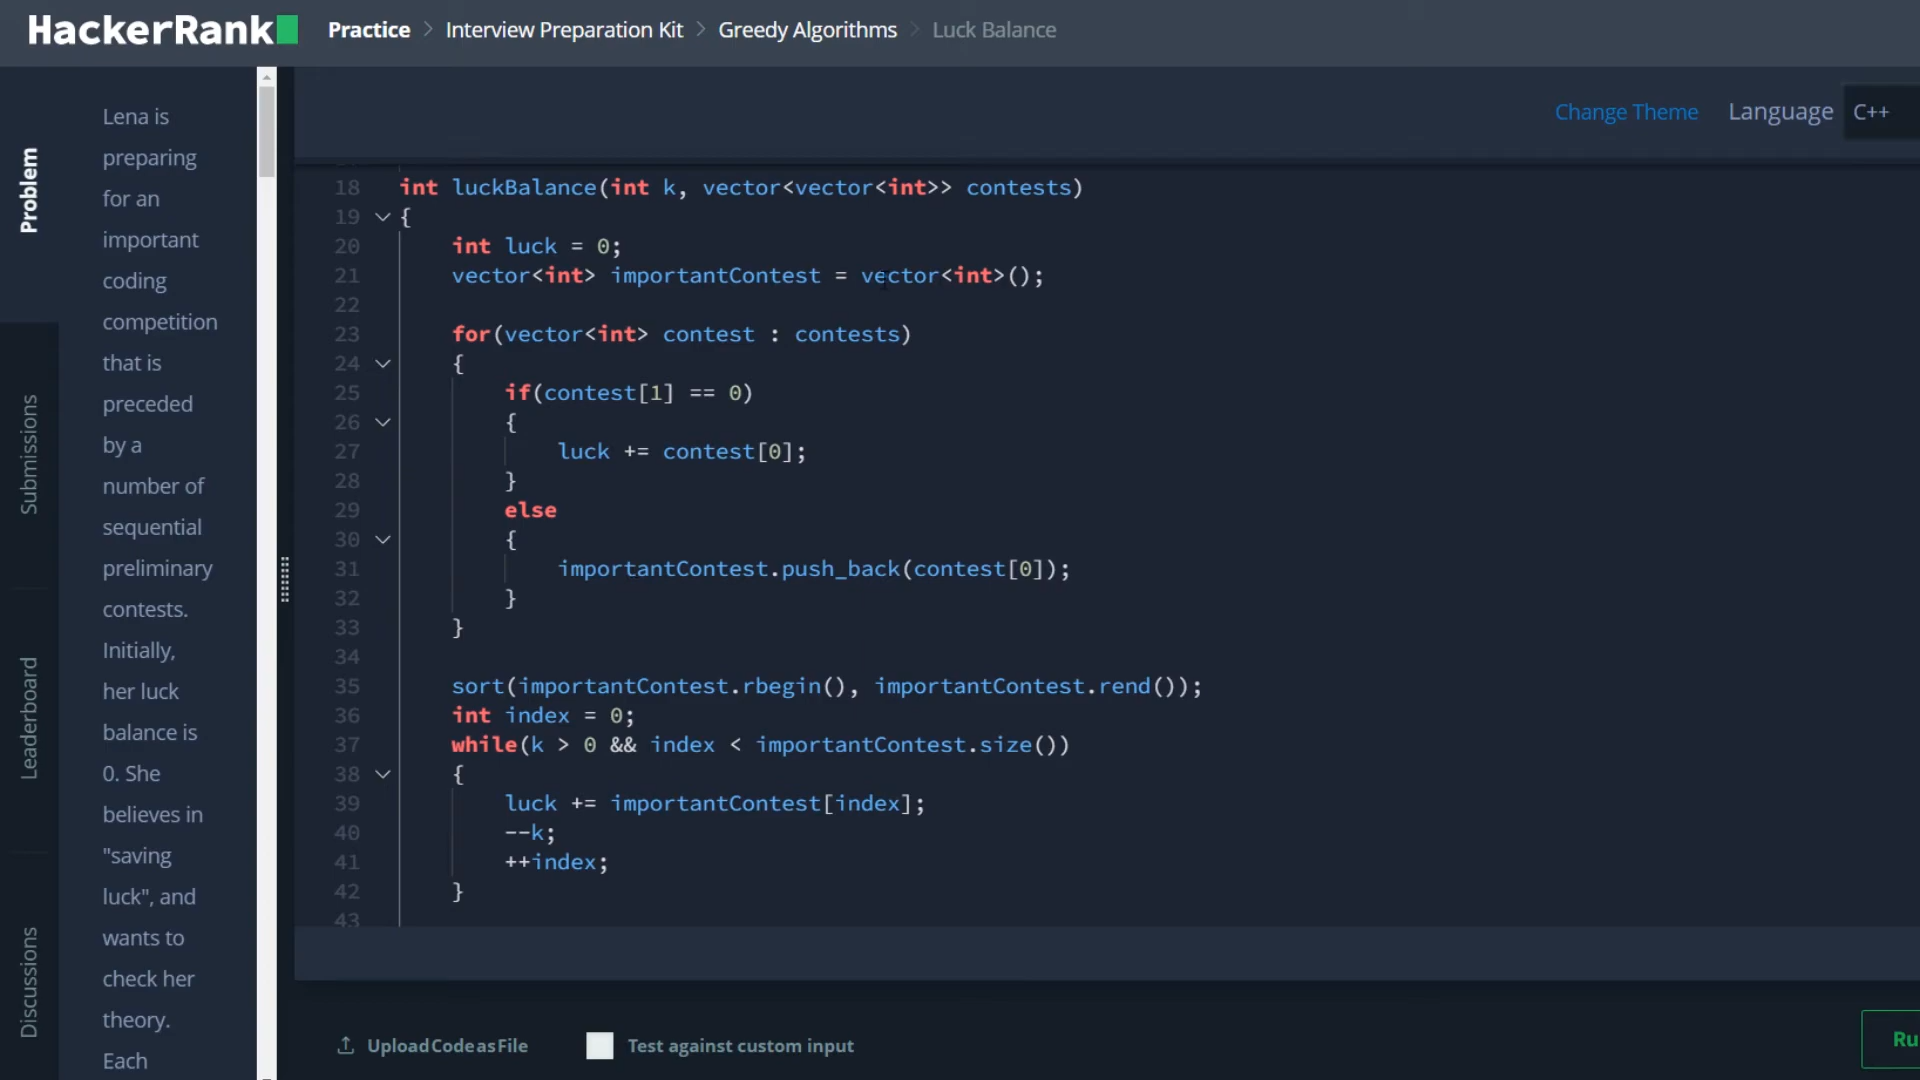 HackerRank
Practice > Interview Preparation Kit > Greedy Algorithms > Luck Balance
Problem
Submissions
Leaderboard
Discussions
Lena is
preparing
for an
important
coding
competition
that is
preceded
by a
number of
sequential
preliminary
contests.
Initially,
her luck
balance is
0. She
believes in
"saving
luck", and
wants to
check her
theory.
Each
Change Theme Language C++
18 int luckBalance(int k, vector<vector<int>> contests)
19 {
20 int luck = 0;
21 vector<int> importantContest = vector<int>();
22
23 for(vector<int> contest : contests)
24 {
25 if(contest[1] == 0)
26 {
27 luck += contest[0];
28 }
29 else
30 {
31 importantContest.push_back(contest[0]);
32 }
33 }
34
35 sort(importantContest.rbegin(), importantContest.rend());
36 int index = 0;
37 while(k > 0 && index < importantContest.size())
38 {
39 luck += importantContest[index];
40 --k;
41 ++index;
42 }
43
Upload Code as File Test against custom input
Ru